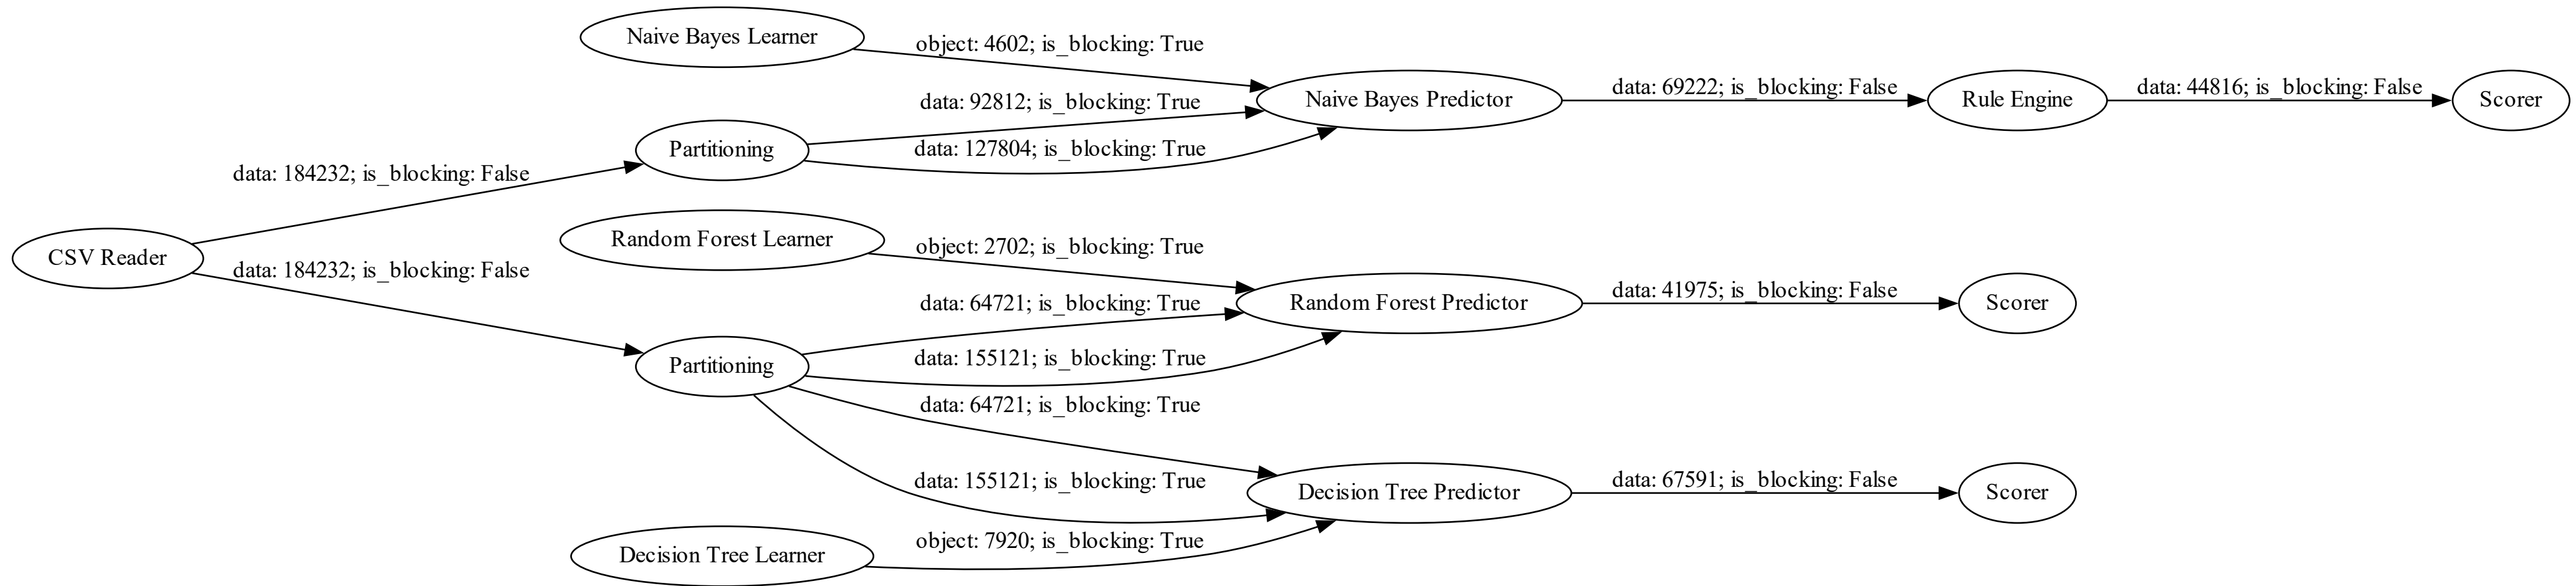 Naive Bayes Learner
object: 4602; is_blocking: True
data: 92812; is_blocking: True
Naive Bayes Predictor
data: 69222; is_blocking: False
Rule Engine
data: 44816; is_blocking: False
Scorer
Partitioning
data: 127804; is_blocking: True
data: 184232; is_blocking: False
CSV Reader
data: 184232; is_blocking: False
Random Forest Learner
object: 2702; is_blocking: True
data: 64721; is_blocking: True
Random Forest Predictor
data: 41975; is_blocking: False
Scorer
Partitioning
data: 155121; is_blocking: True
data: 64721; is_blocking: True
data: 155121; is_blocking: True
Decision Tree Predictor
data: 67591; is_blocking: False
Scorer
Decision Tree Learner
object: 7920; is_blocking: True